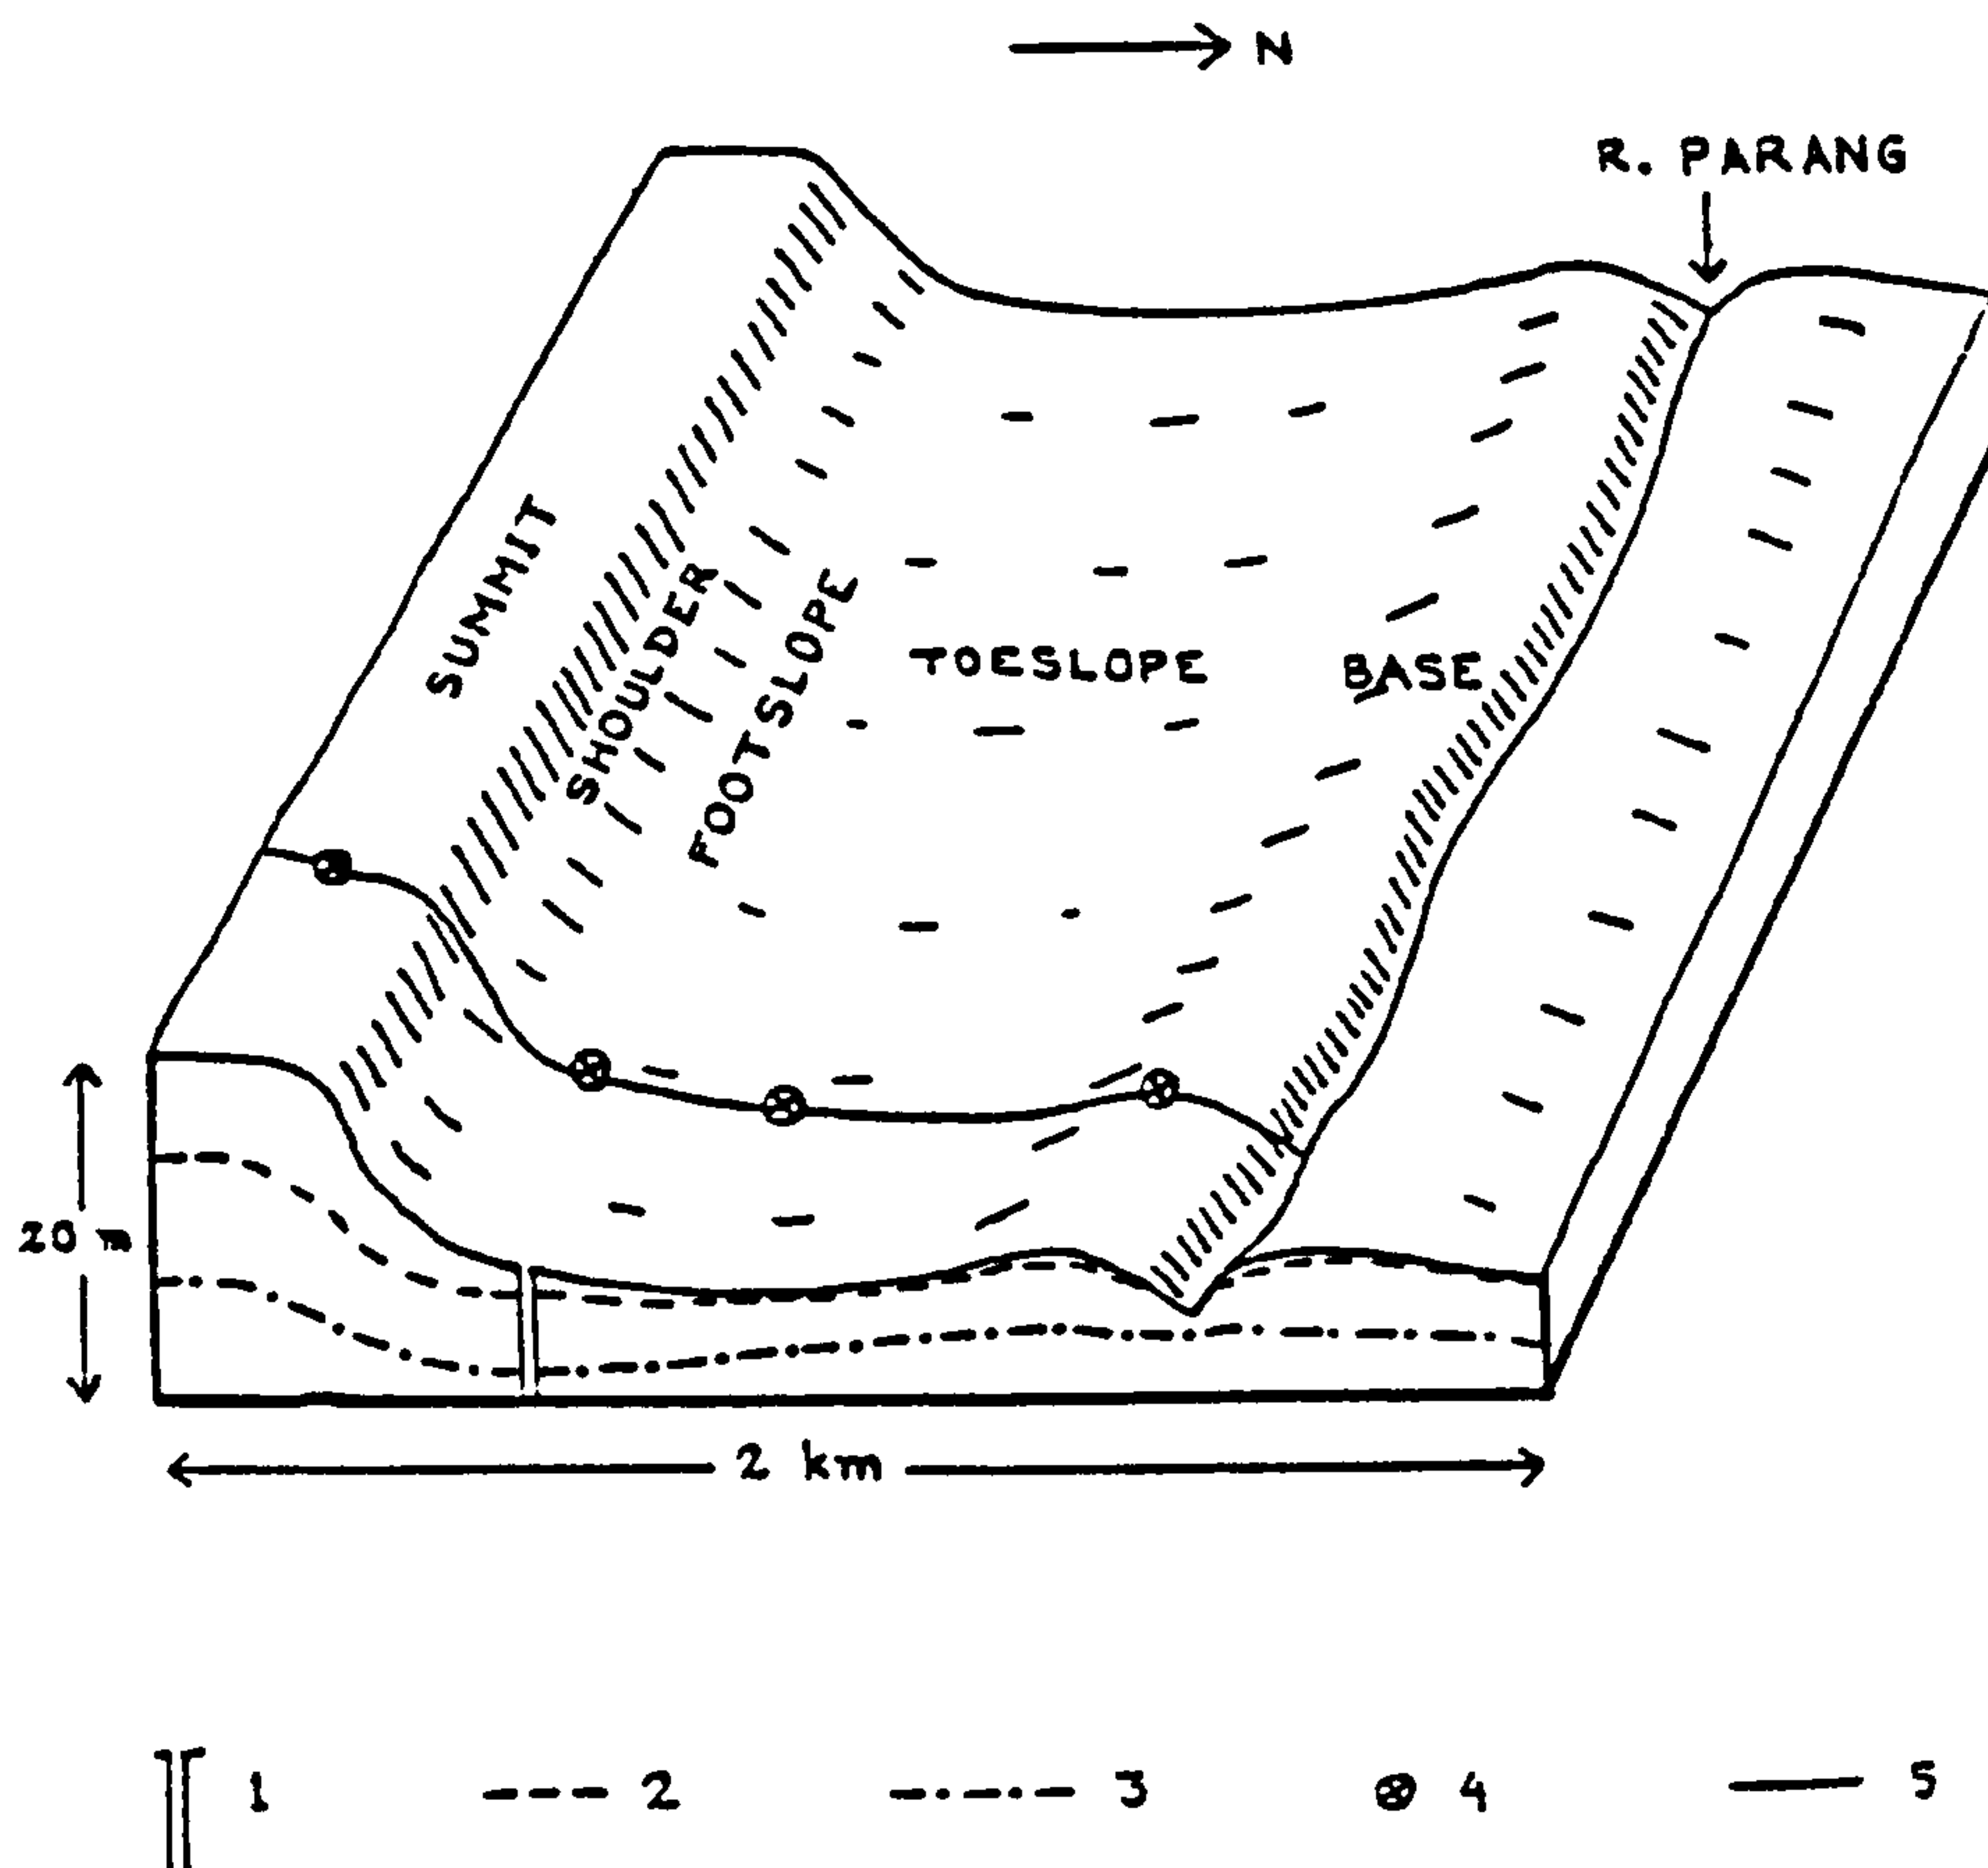 N
R. PARANG
SUMMIT
SHOULDER
FOOTSLOPE
TOESLOPE
BASE
20 m
2 km
1
2
3
4
5